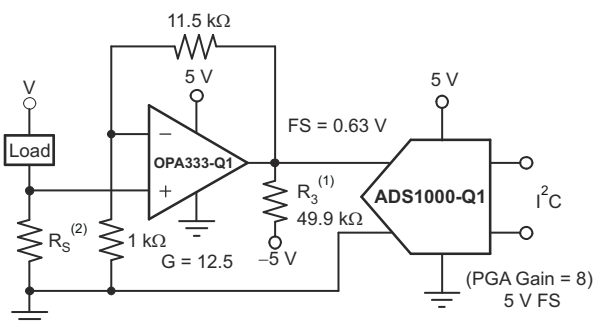 11.5 kΩ
V
5 V
5 V
FS = 0.63 V
Load
−
OPA333-Q1
+
R3(1)
49.9 kΩ
ADS1000-Q1
I2C
RS(2)
1 kΩ
G = 12.5
−5 V
(PGA Gain = 8)
5 V FS